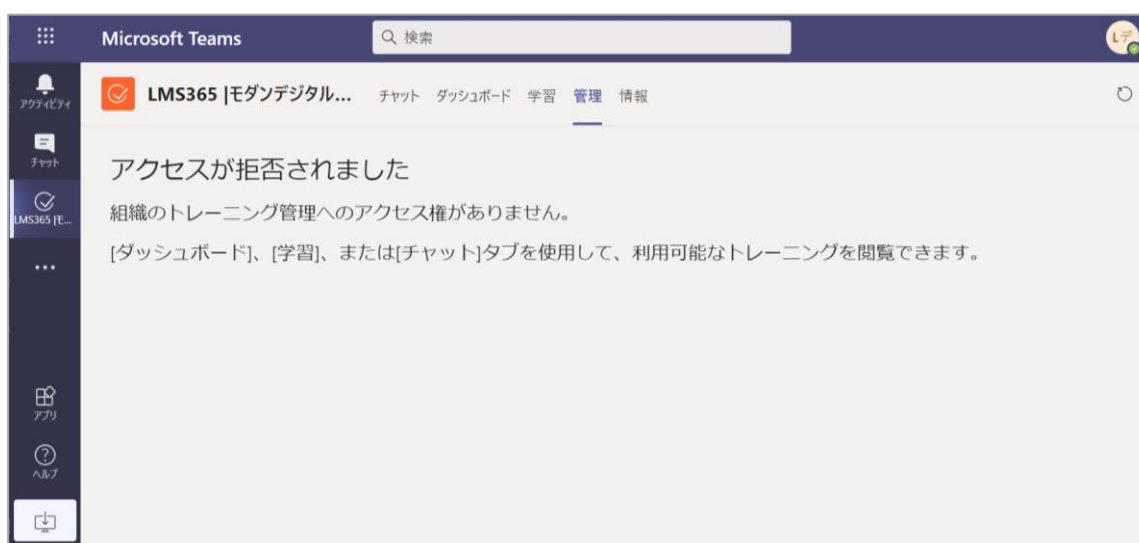 Microsoft Teams
検索
Lデ
アクティビティ
LMS365 |モダンデジタル...
チャット ダッシュボード 学習 管理 情報
チャット
アクセスが拒否されました
LMS365 |モ...
組織のトレーニング管理へのアクセス権がありません。
[ダッシュボード]、[学習]、または[チャット]タブを使用して、利用可能なトレーニングを閲覧できます。
アプリ
ヘルプ